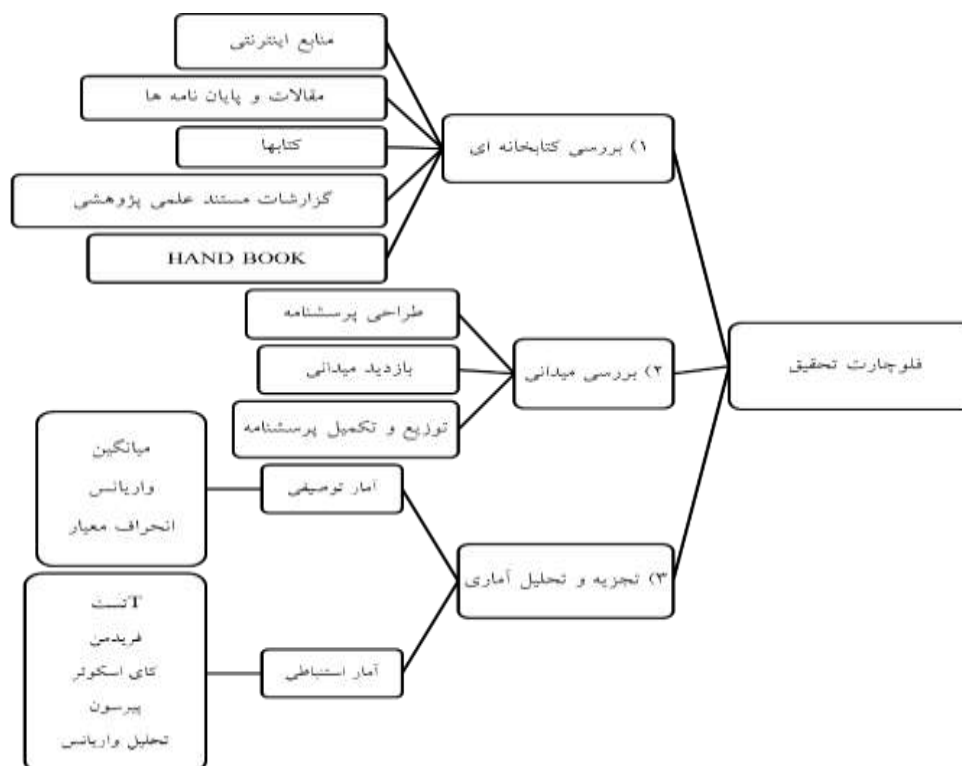 فلوچارت تحقیق
۱) بررسی کتابخانه ای
منابع اینترنتی
مقالات و پایان نامه ها
کتابها
گزارشات مستند علمی پژوهشی
HAND BOOK
۲) بررسی میدانی
طراحی پرسشنامه
بازدید میدانی
توزیع و تکمیل پرسشنامه
۳) تجزیه و تحلیل آماری
آمار توصیفی
میانگین
واریانس
انحراف معیار
آمار استنباطی
Tتست
فریدمن
کای اسکوئر
پیرسون
تحلیل واریانس